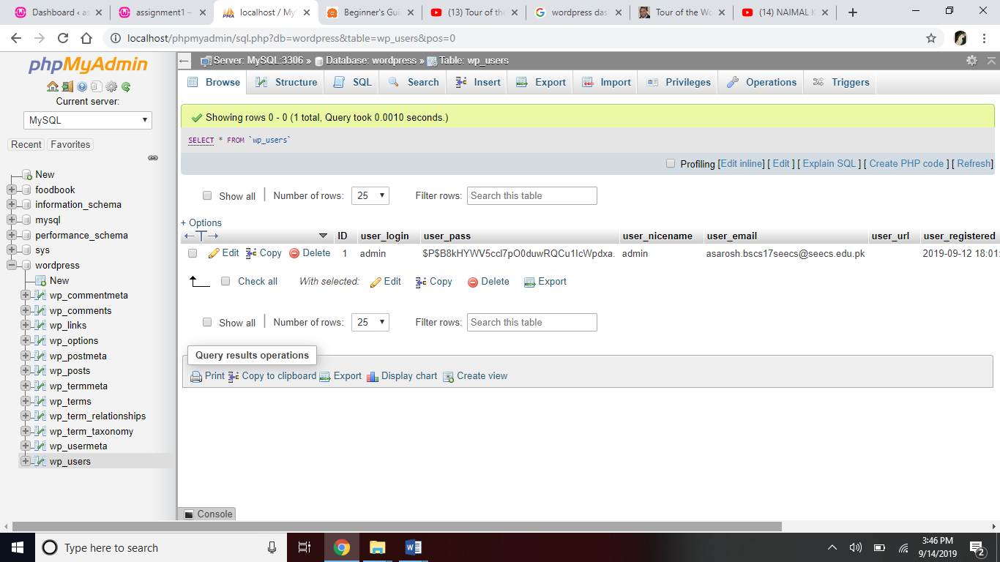 Dashboard ‹ as
assignment1 –
localhost / My
Beginner's Gui
(13) Tour of the
wordpress das
Tour of the Wo
(14) NAIMAL K
localhost/phpmyadmin/sql.php?db=wordpress&table=wp_users&pos=0
phpMyAdmin
Current server:
MySQL
Recent Favorites
New
foodbook
information_schema
mysql
performance_schema
sys
wordpress
New
wp_commentmeta
wp_comments
wp_links
wp_options
wp_postmeta
wp_posts
wp_termmeta
wp_terms
wp_term_relationships
wp_term_taxonomy
wp_usermeta
wp_users
Server: MySQL:3306 » Database: wordpress » Table: wp_users
Browse Structure SQL Search Insert Export Import Privileges Operations Triggers
Showing rows 0 - 0 (1 total, Query took 0.0010 seconds.)
SELECT * FROM `wp_users`
Profiling [Edit inline] [ Edit ] [ Explain SQL ] [ Create PHP code ] [ Refresh]
Show all | Number of rows: 25 Filter rows: Search this table
+ Options
←T→ ID user_login user_pass user_nicename user_email user_url user_registered
Edit Copy Delete 1 admin $P$B8kHYWV5ccl7pO0duwRQCu1IcWpdxa. admin asarosh.bscs17seecs@seecs.edu.pk 2019-09-12 18:01:
Check all With selected: Edit Copy Delete Export
Show all | Number of rows: 25 Filter rows: Search this table
Query results operations
Print Copy to clipboard Export Display chart Create view
Console
Type here to search
3:46 PM
9/14/2019
2